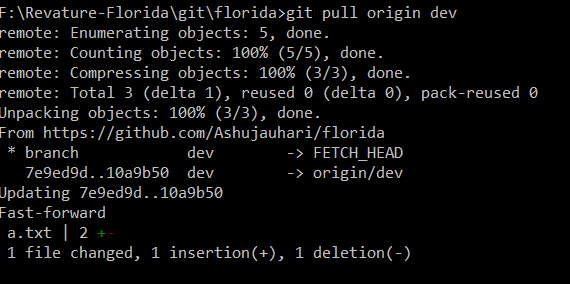 F:\Revature-Florida\git\florida>git pull origin dev
remote: Enumerating objects: 5, done.
remote: Counting objects: 100% (5/5), done.
remote: Compressing objects: 100% (3/3), done.
remote: Total 3 (delta 1), reused 0 (delta 0), pack-reused 0
Unpacking objects: 100% (3/3), done.
From https://github.com/Ashujauhari/florida
 * branch            dev        -> FETCH_HEAD
   7e9ed9d..10a9b50  dev        -> origin/dev
Updating 7e9ed9d..10a9b50
Fast-forward
 a.txt | 2 +-
 1 file changed, 1 insertion(+), 1 deletion(-)